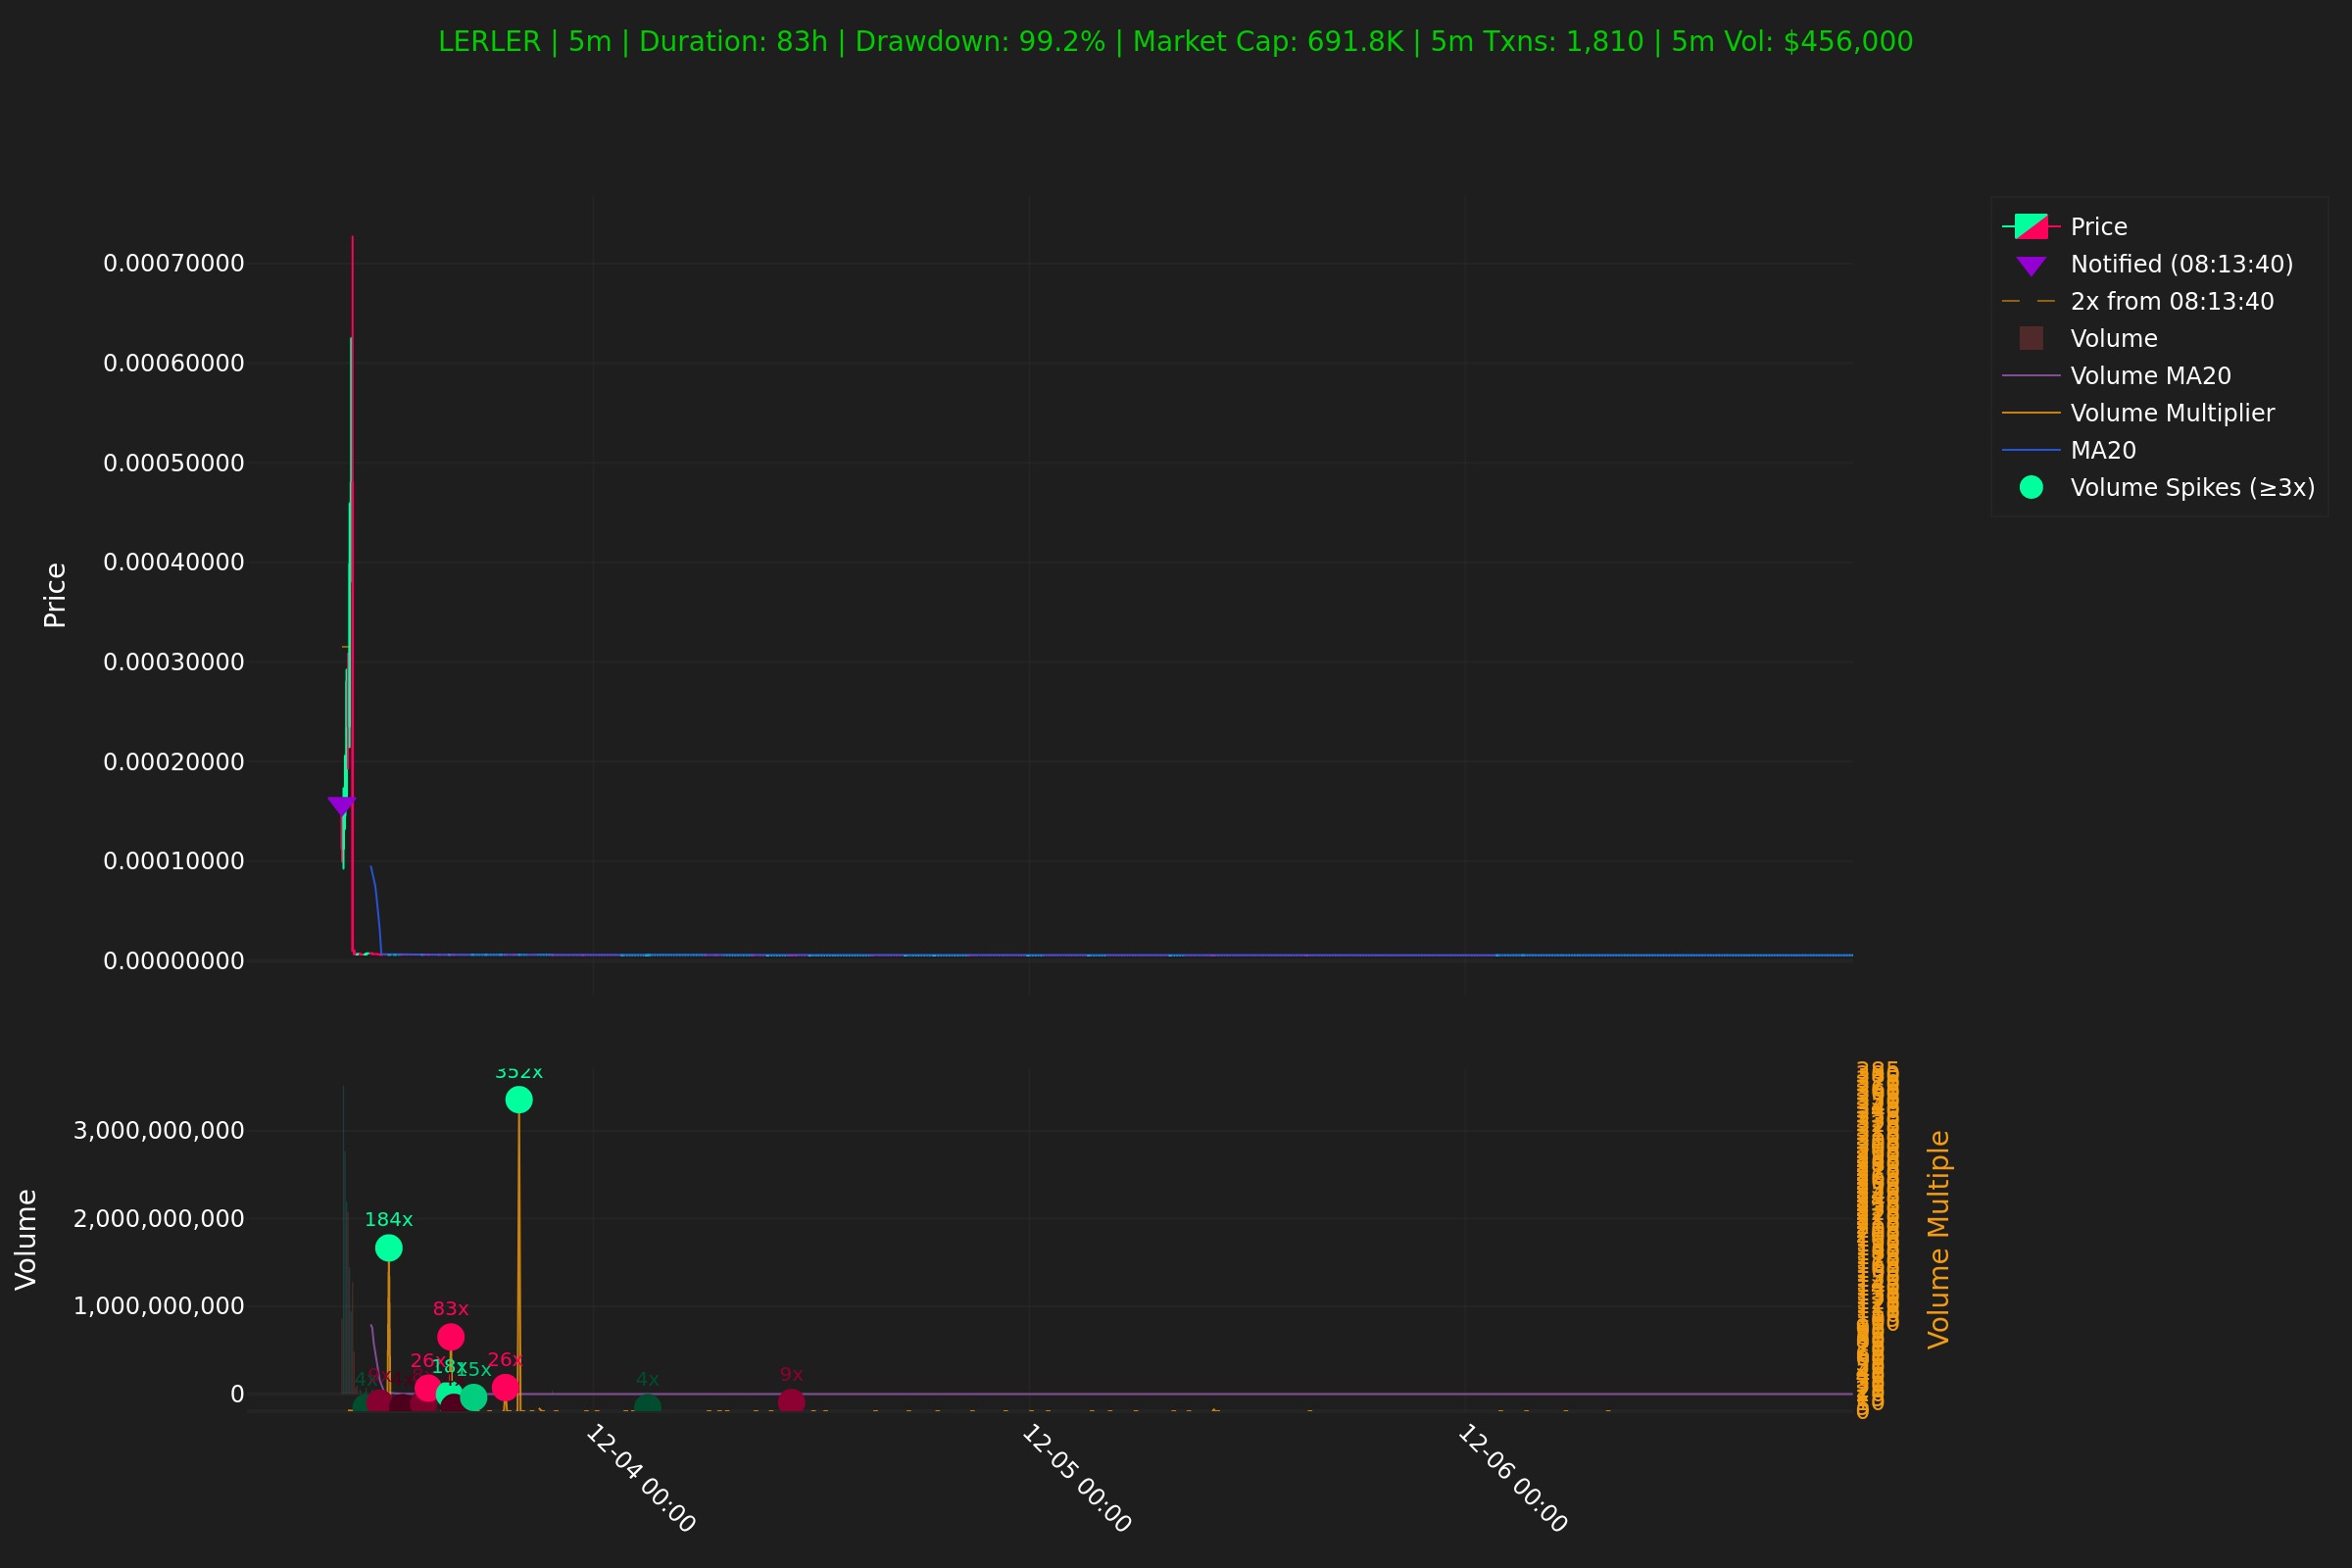 LERLER | 5m | Duration: 83h | Drawdown: 99.2% | Market Cap: 691.8K | 5m Txns: 1,810 | 5m Vol: $456,000
Price
0.00070000
0.00060000
0.00050000
0.00040000
0.00030000
0.00020000
0.00010000
0.00000000
Price
Notified (08:13:40)
2x from 08:13:40
Volume
Volume MA20
Volume Multiplier
MA20
Volume Spikes (≥3x)
Volume
3,000,000,000
2,000,000,000
1,000,000,000
0
352x
184x
83x
26x
18x
15x
26x
4x
4x
9x
Volume Multiple
12-04 00:00
12-05 00:00
12-06 00:00